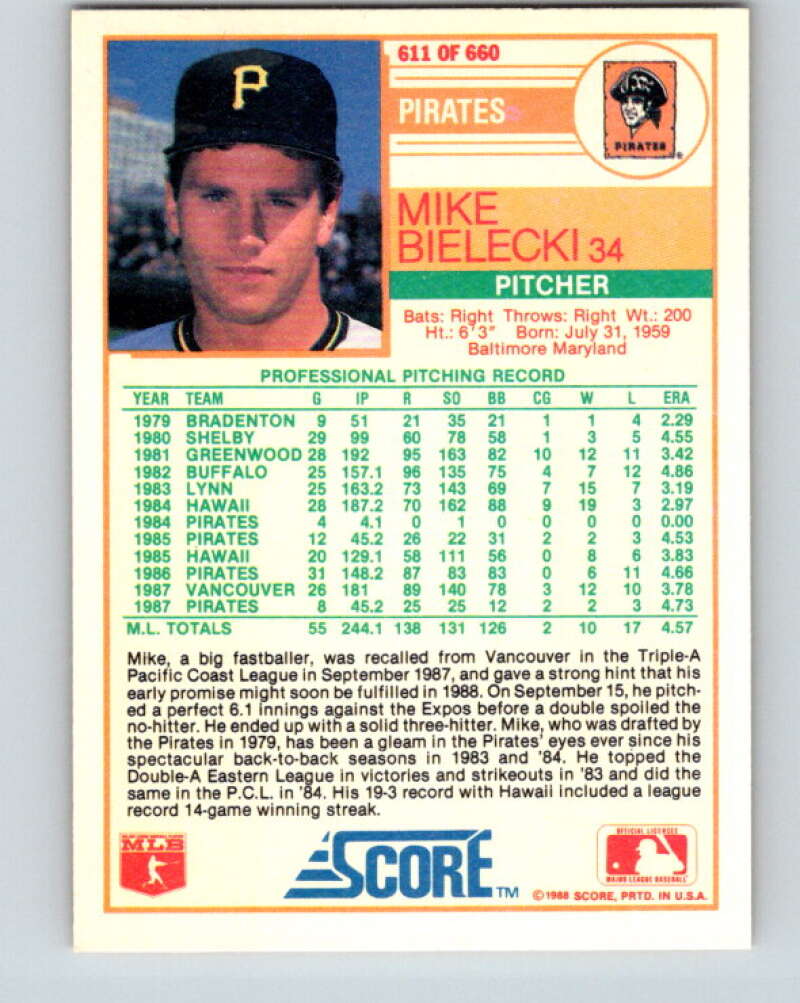 P
611 OF 660
PIRATES
PIRATES
MIKE
BIELECKI 34
PITCHER
Bats: Right Throws: Right Wt.: 200
Ht.: 6'3" Born: July 31, 1959
Baltimore Maryland
PROFESSIONAL PITCHING RECORD
YEAR TEAM G IP R SO BB CG W L ERA
1979 BRADENTON 9 51 21 35 21 1 1 4 2.29
1980 SHELBY 29 99 60 78 58 1 3 5 4.55
1981 GREENWOOD 28 192 95 163 82 10 12 11 3.42
1982 BUFFALO 25 157.1 96 135 75 4 7 12 4.86
1983 LYNN 25 163.2 73 143 69 7 15 7 3.19
1984 HAWAII 28 187.2 70 162 88 9 19 3 2.97
1984 PIRATES 4 4.1 0 1 0 0 0 0 0.00
1985 PIRATES 12 45.2 26 22 31 2 2 3 4.53
1985 HAWAII 20 129.1 58 111 56 0 8 6 3.83
1986 PIRATES 31 148.2 87 83 83 0 6 11 4.66
1987 VANCOUVER 26 181 89 140 78 3 12 10 3.78
1987 PIRATES 8 45.2 25 25 12 2 2 3 4.73
M.L. TOTALS 55 244.1 138 131 126 2 10 17 4.57
Mike, a big fastballer, was recalled from Vancouver in the Triple-A
Pacific Coast League in September 1987, and gave a strong hint that his
early promise might soon be fulfilled in 1988. On September 15, he pitch-
ed a perfect 6.1 innings against the Expos before a double spoiled the
no-hitter. He ended up with a solid three-hitter. Mike, who was drafted by
the Pirates in 1979, has been a gleam in the Pirates' eyes ever since his
spectacular back-to-back seasons in 1983 and '84. He topped the
Double-A Eastern League in victories and strikeouts in '83 and did the
same in the P.C.L. in '84. His 19-3 record with Hawaii included a league
record 14-game winning streak.
MLB
SCORE™
OFFICIAL LICENSEE
MAJOR LEAGUE BASEBALL
©1988 SCORE, PRTD. IN U.S.A.